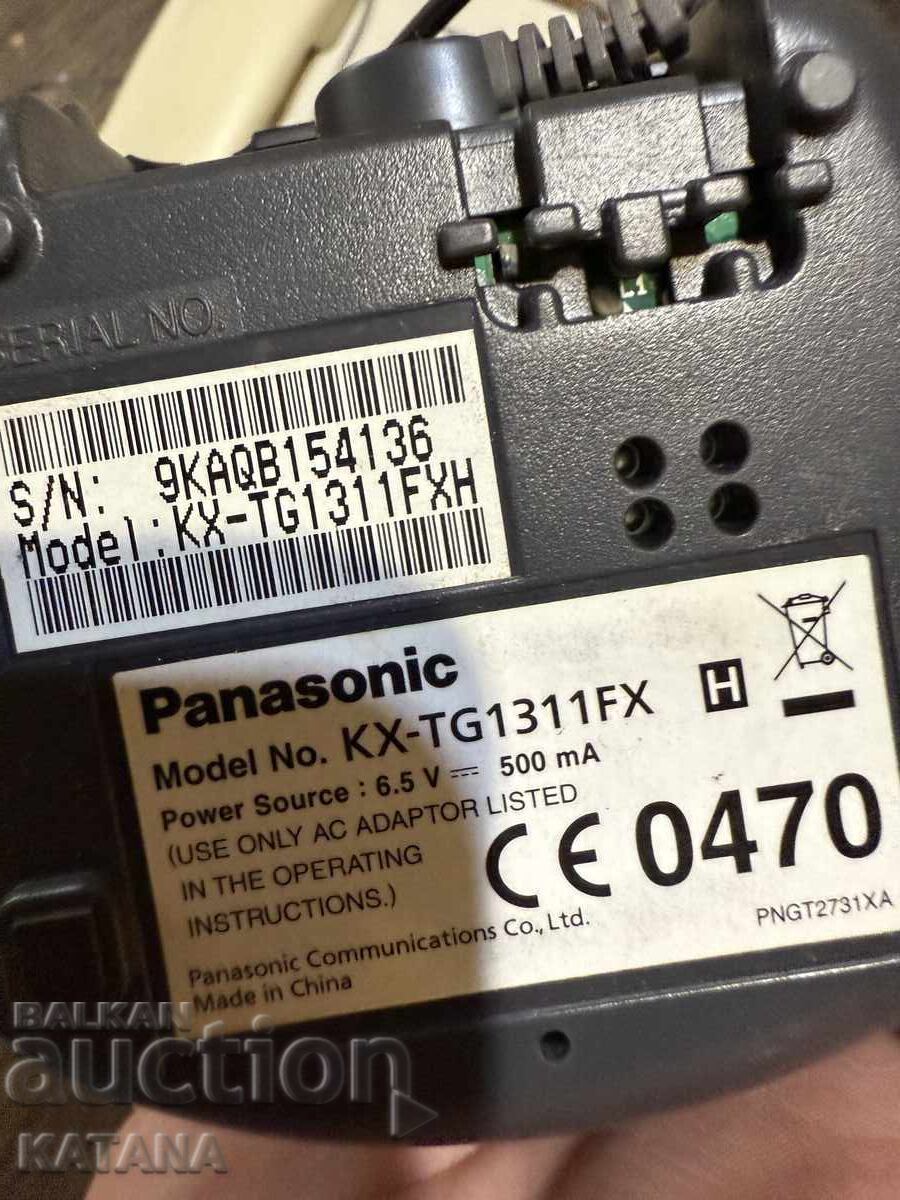 SERIAL NO.
S/N: 9KAQB154136
Model:KX-TG1311FXH
Panasonic
Model No. KX-TG1311FX H
Power Source : 6.5 V ⎓ 500 mA
(USE ONLY AC ADAPTOR LISTED
IN THE OPERATING
INSTRUCTIONS.)
CE 0470
Panasonic Communications Co., Ltd.
Made in China
PNGT2731XA
L1
BALKAN
auction
KATANA